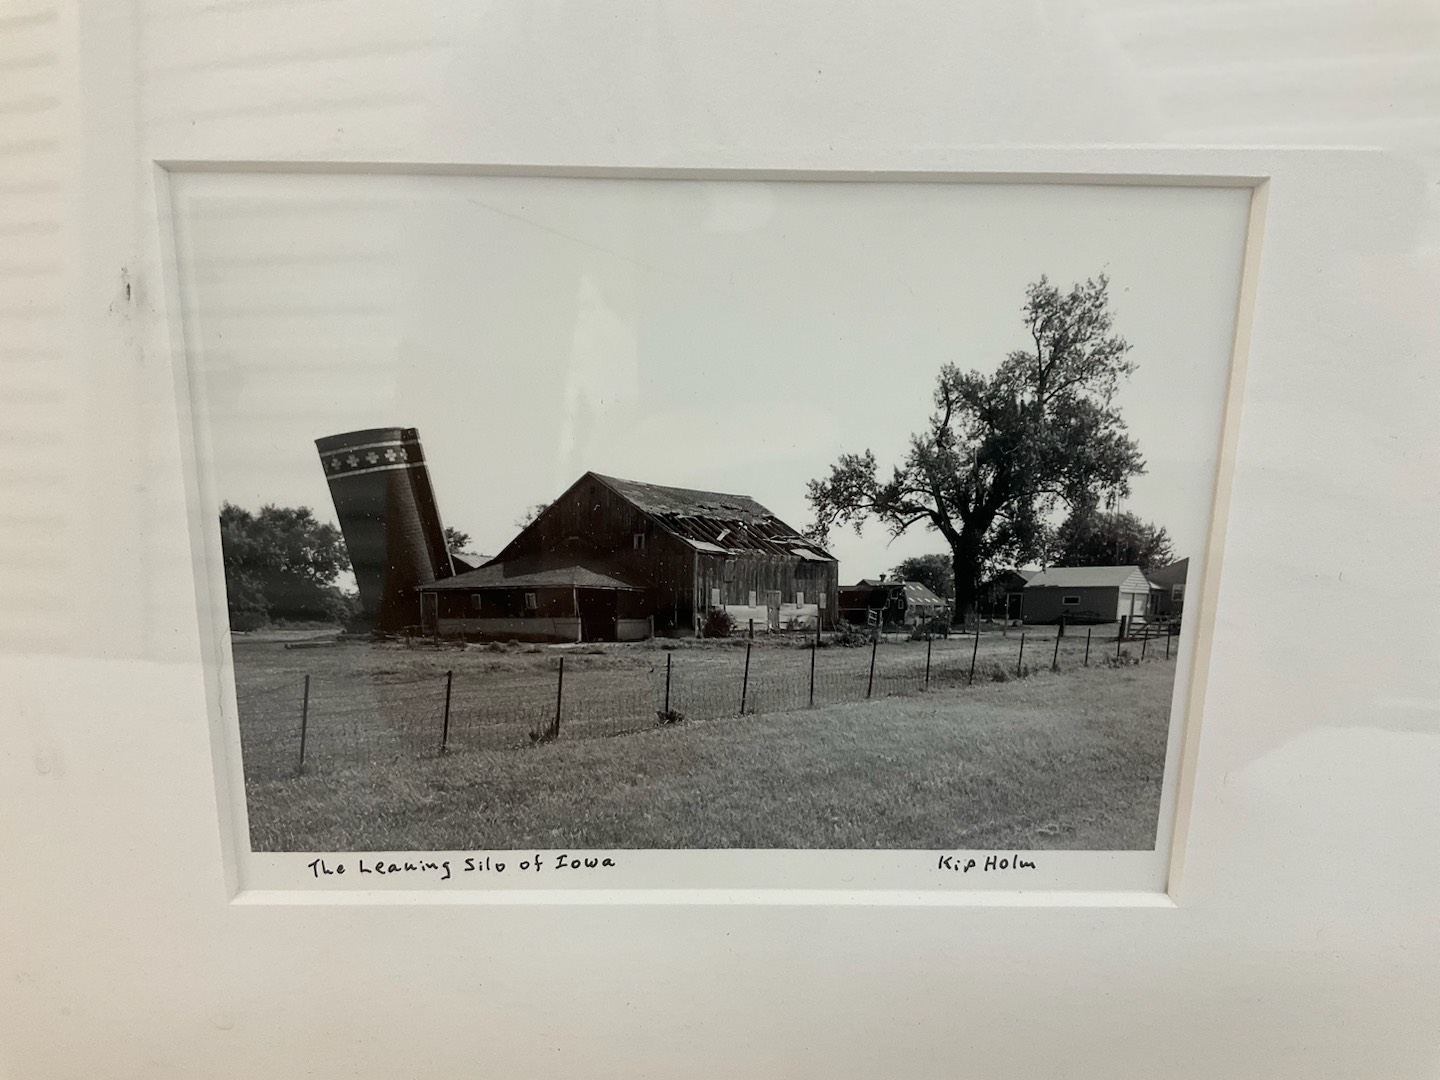 The Leaning Silo of Iowa
Kip Holm